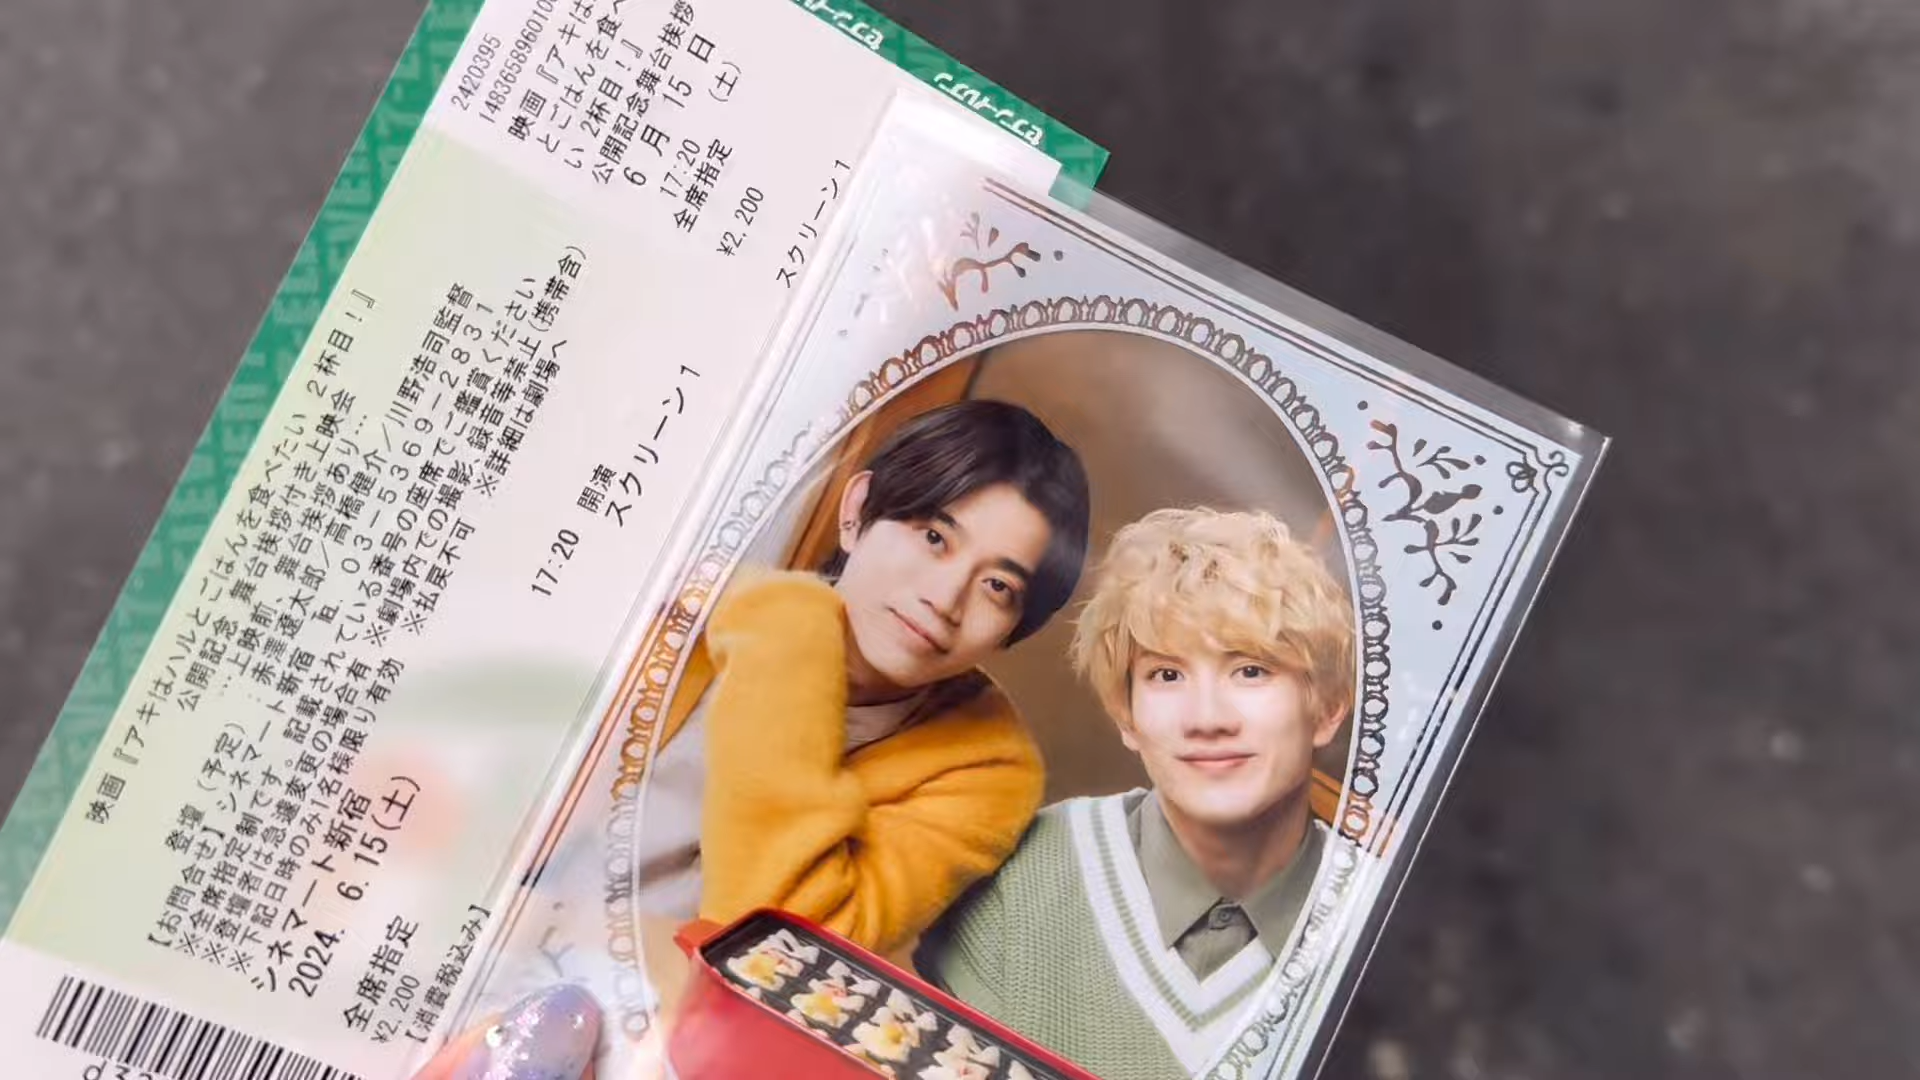 2420395
映画『アキは
とごはんを食べ
い 2杯目!』
公開記念舞台挨拶
6 月 15 日
17:20 (土)
全席指定
¥2,200
スクリーン1
映画『アキはハルとごはんを食べたい 2杯目!』
公開記念 舞台挨拶付き上映会
…上映前、舞台挨拶あり…
登壇(予定):赤澤遼太郎/高橋健介/川野浩司監督
【お問合せ】シネマート新宿 ℡.03-5369-2831
※全席指定制です。記載されている番号の座席でご鑑賞ください
※登壇者は急遽変更の場合有 ※劇場内での撮影、録音等禁止(携帯含)
※下記日時のみ1名様限り有効 ※払戻不可 ※詳細は劇場へ
シネマート新宿
2024. 6. 15(土)
17:20 開演
スクリーン1
全席指定
¥2,200
【消費税込み】
セブン-イレブン